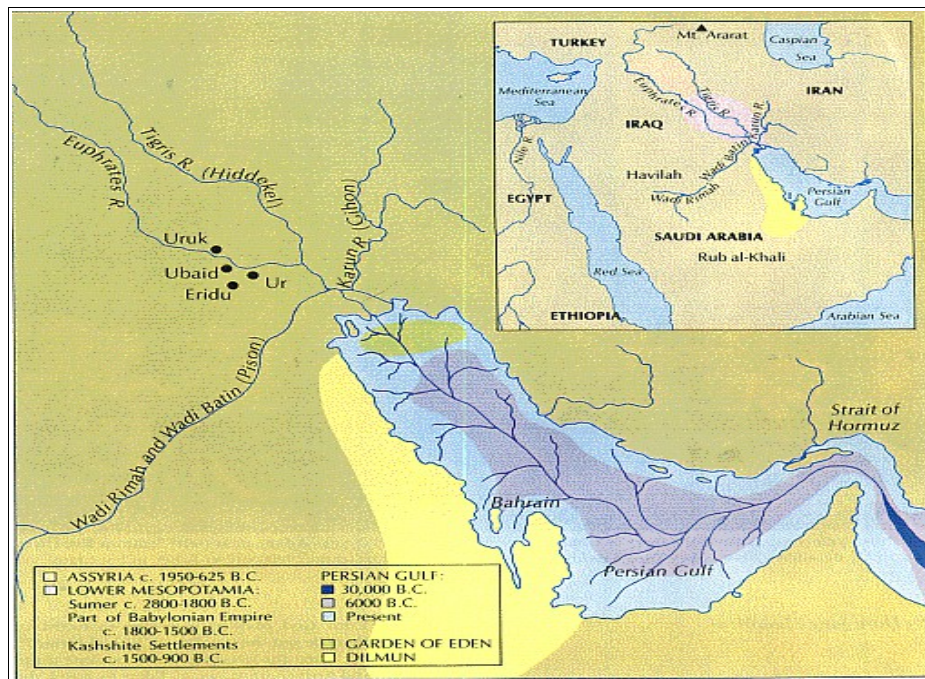 TURKEY
Mt. Ararat
Caspian
Sea
Mediterranean
Sea
Euphrates R.
Tigris R.
Karun R.
IRAN
IRAQ
Nile R.
Wadi Batin
Havilah
Wadi Rimah
Persian
Gulf
EGYPT
SAUDI ARABIA
Rub al-Khali
Red Sea
ETHIOPIA
Arabian Sea
Euphrates R.
Tigris R. (Hiddekel)
Karun R. (Gihon)
Uruk
Ubaid
Ur
Eridu
Wadi Rimah and Wadi Batin (Pison)
Strait of
Hormuz
Bahrain
Persian Gulf
ASSYRIA c. 1950-625 B.C.
LOWER MESOPOTAMIA:
Sumer c. 2800-1800 B.C.
Part of Babylonian Empire
c. 1800-1500 B.C.
Kashshite Settlements
c. 1500-900 B.C.
PERSIAN GULF:
30,000 B.C.
6000 B.C.
Present
GARDEN OF EDEN
DILMUN